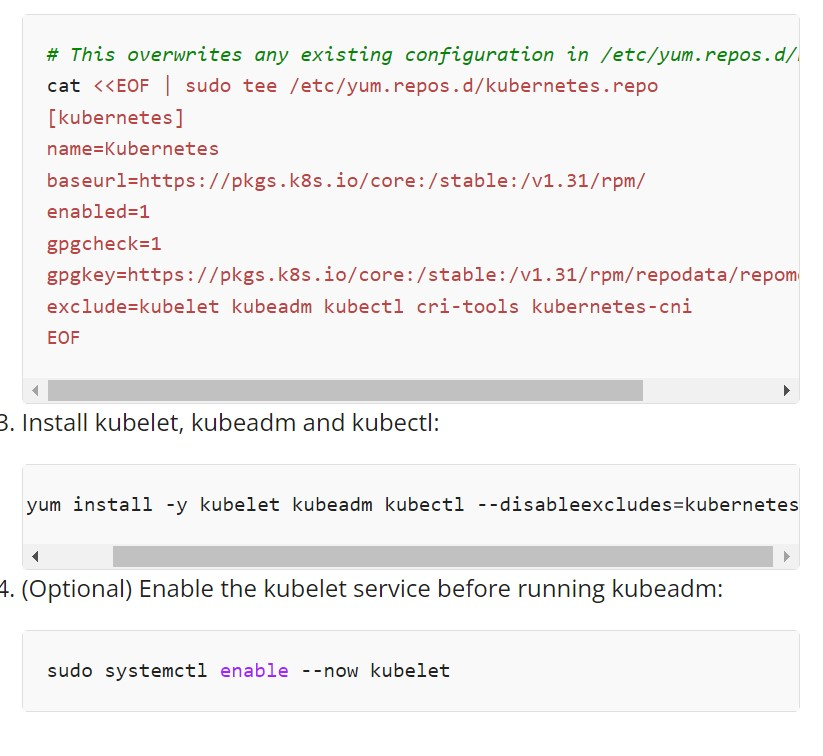 # This overwrites any existing configuration in /etc/yum.repos.d/
cat <<EOF | sudo tee /etc/yum.repos.d/kubernetes.repo
[kubernetes]
name=Kubernetes
baseurl=https://pkgs.k8s.io/core:/stable:/v1.31/rpm/
enabled=1
gpgcheck=1
gpgkey=https://pkgs.k8s.io/core:/stable:/v1.31/rpm/repodata/repom
exclude=kubelet kubeadm kubectl cri-tools kubernetes-cni
EOF
3. Install kubelet, kubeadm and kubectl:
yum install -y kubelet kubeadm kubectl --disableexcludes=kubernetes
4. (Optional) Enable the kubelet service before running kubeadm:
sudo systemctl enable --now kubelet